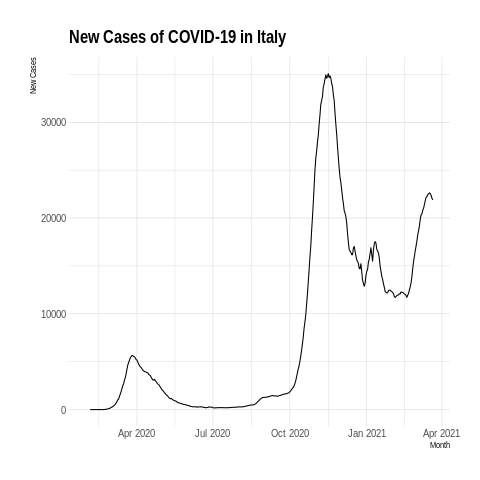 New Cases of COVID-19 in Italy
New Cases
30000
20000
10000
0
Apr 2020 Jul 2020 Oct 2020 Jan 2021 Apr 2021
Month